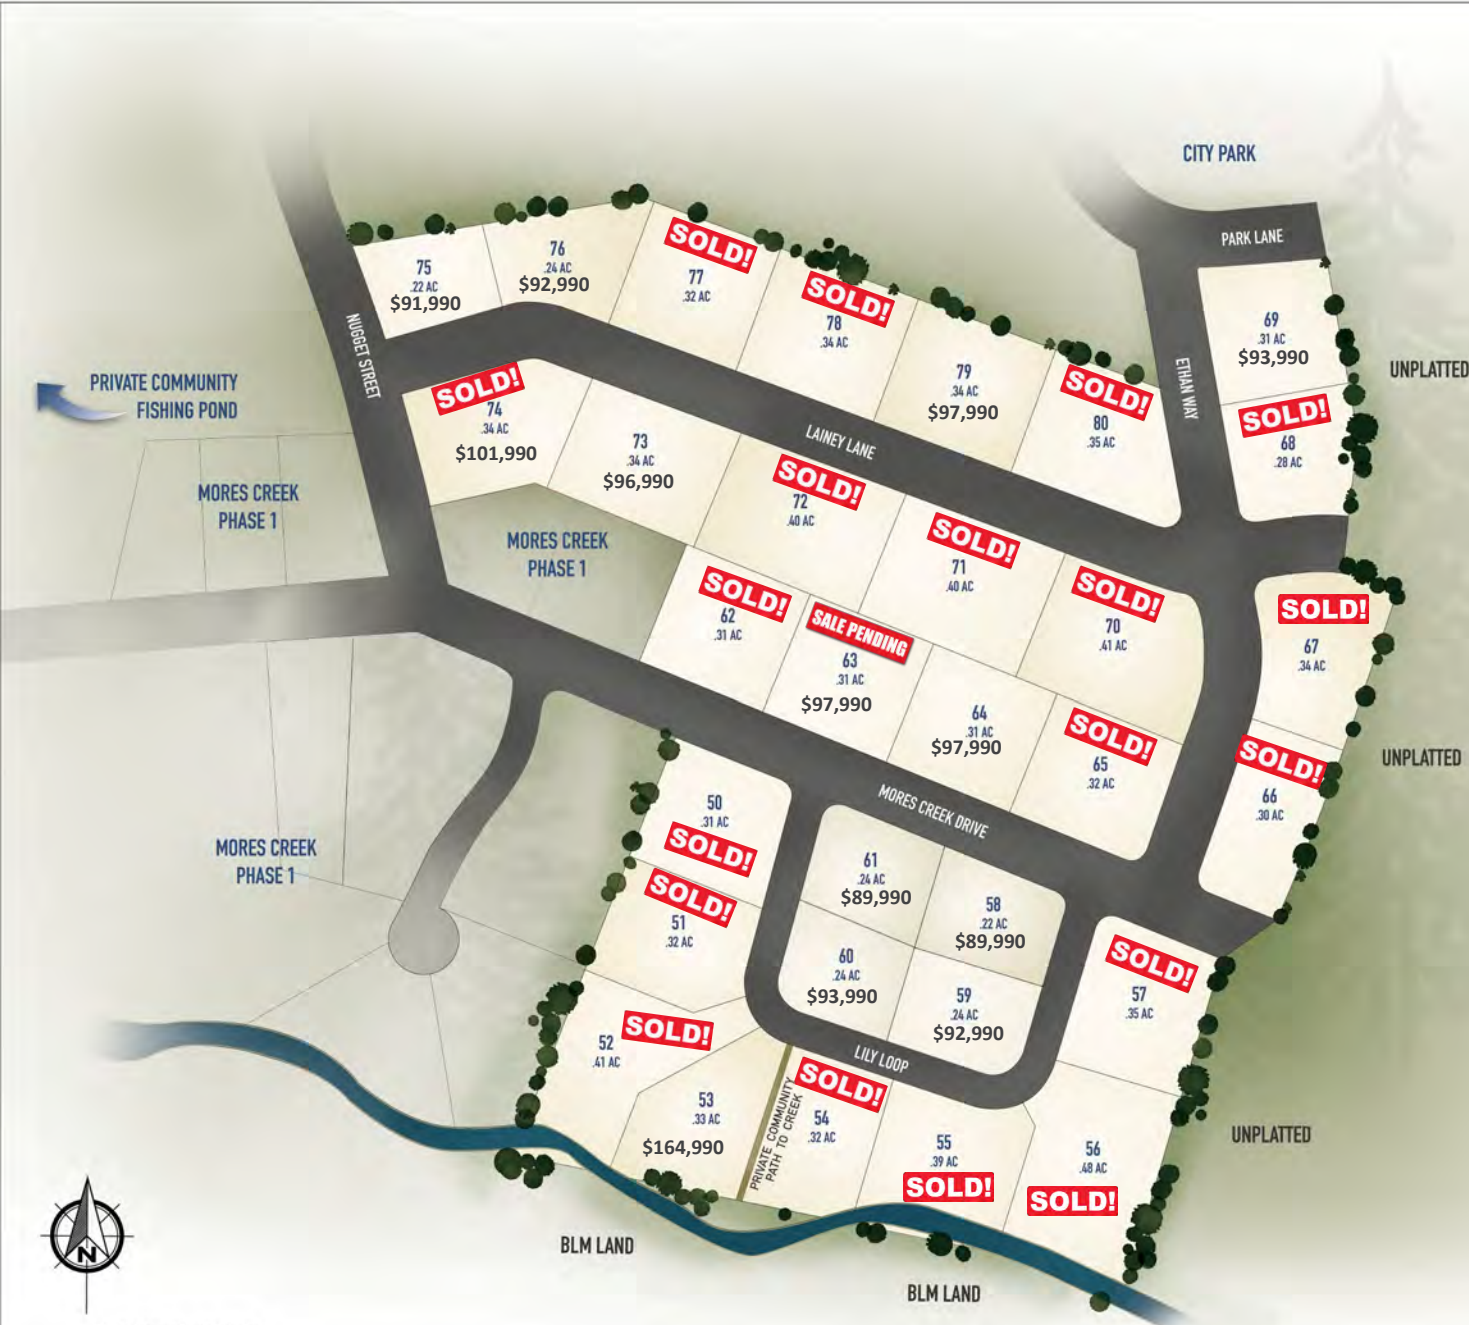 CITY PARK
PARK LANE
75
.22 AC
$91,990
76
.24 AC
$92,990
SOLD!
77
.32 AC
SOLD!
78
.34 AC
79
.34 AC
$97,990
SOLD!
80
.35 AC
69
.31 AC
$93,990
SOLD!
68
.28 AC
UNPLATTED
NUGGET STREET
ETHAN WAY
LAINEY LANE
PRIVATE COMMUNITY
FISHING POND
SOLD!
74
.34 AC
$101,990
73
.34 AC
$96,990
SOLD!
72
.40 AC
SOLD!
71
.40 AC
SOLD!
70
.41 AC
MORES CREEK
PHASE 1
MORES CREEK
PHASE 1
SOLD!
62
.31 AC
SALE PENDING
63
.31 AC
$97,990
64
.31 AC
$97,990
SOLD!
65
.32 AC
SOLD!
67
.34 AC
SOLD!
66
.30 AC
UNPLATTED
MORES CREEK DRIVE
MORES CREEK
PHASE 1
50
.31 AC
SOLD!
SOLD!
51
.32 AC
61
.24 AC
$89,990
58
.22 AC
$89,990
60
.24 AC
$93,990
59
.24 AC
$92,990
SOLD!
57
.35 AC
LILY LOOP
52
.41 AC
SOLD!
53
.33 AC
$164,990
PRIVATE COMMUNITY
PATH TO CREEK
SOLD!
54
.32 AC
55
.39 AC
SOLD!
56
.48 AC
SOLD!
UNPLATTED
N
BLM LAND
BLM LAND